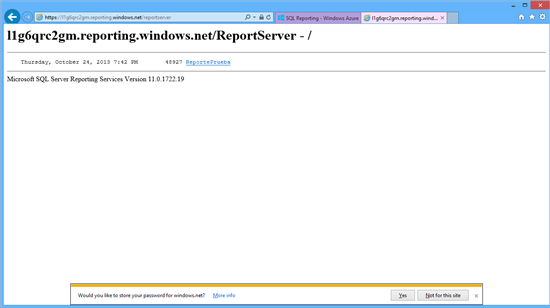 https://l1g6qrc2gm.reporting.windows.net/reportserver
SQL Reporting - Windows Azure
l1g6qrc2gm.reporting.wind...
l1g6qrc2gm.reporting.windows.net/ReportServer - /
Thursday, October 24, 2013 7:42 PM 48927 ReportePrueba
Microsoft SQL Server Reporting Services Version 11.0.1722.19
Would you like to store your password for windows.net? More info Yes Not for this site